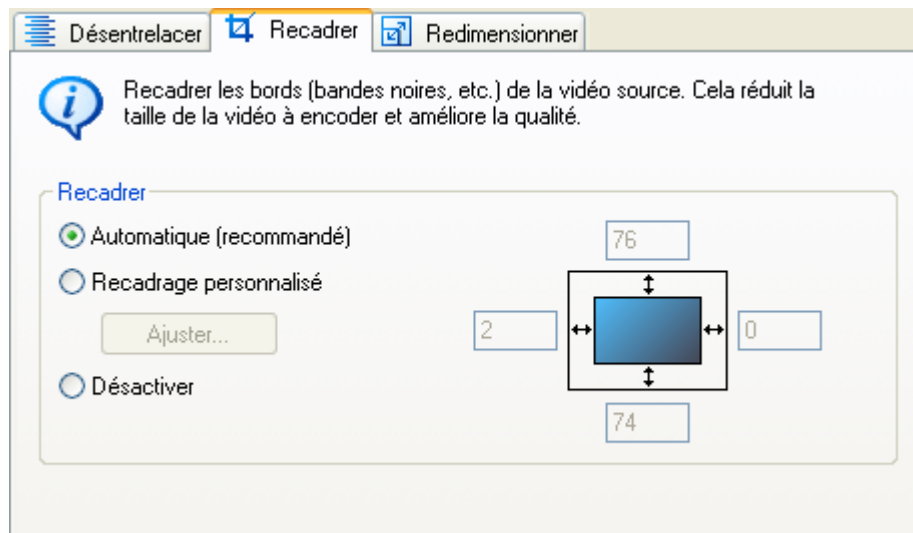 Désentrelacer
Recadrer
Redimensionner
Recadrer les bords (bandes noires, etc.) de la vidéo source. Cela réduit la
taille de la vidéo à encoder et améliore la qualité.
Recadrer
Automatique (recommandé)
76
Recadrage personnalisé
Ajuster...
2
0
Désactiver
74